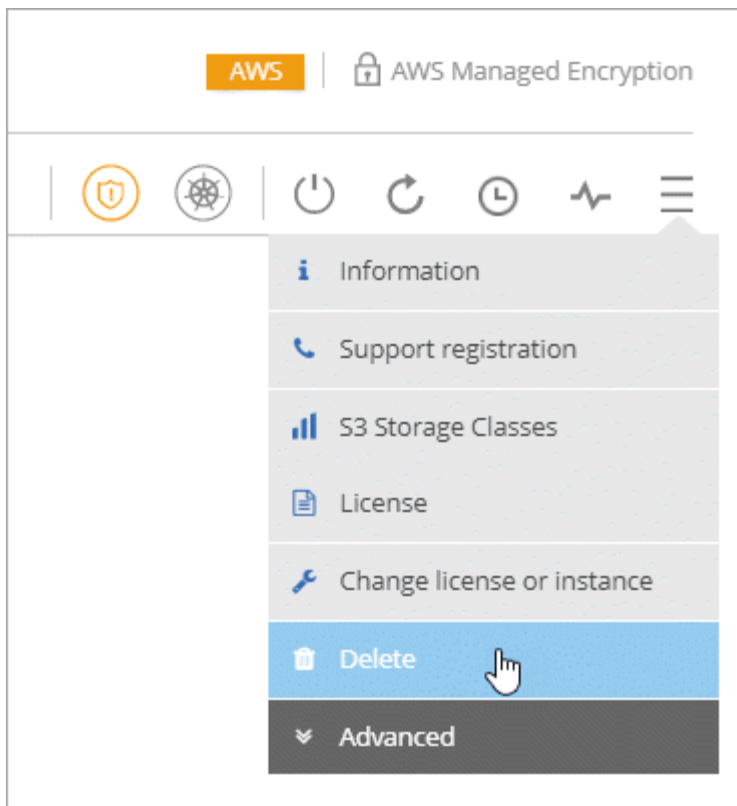 AWS
AWS Managed Encryption
Information
Support registration
S3 Storage Classes
License
Change license or instance
Delete
Advanced